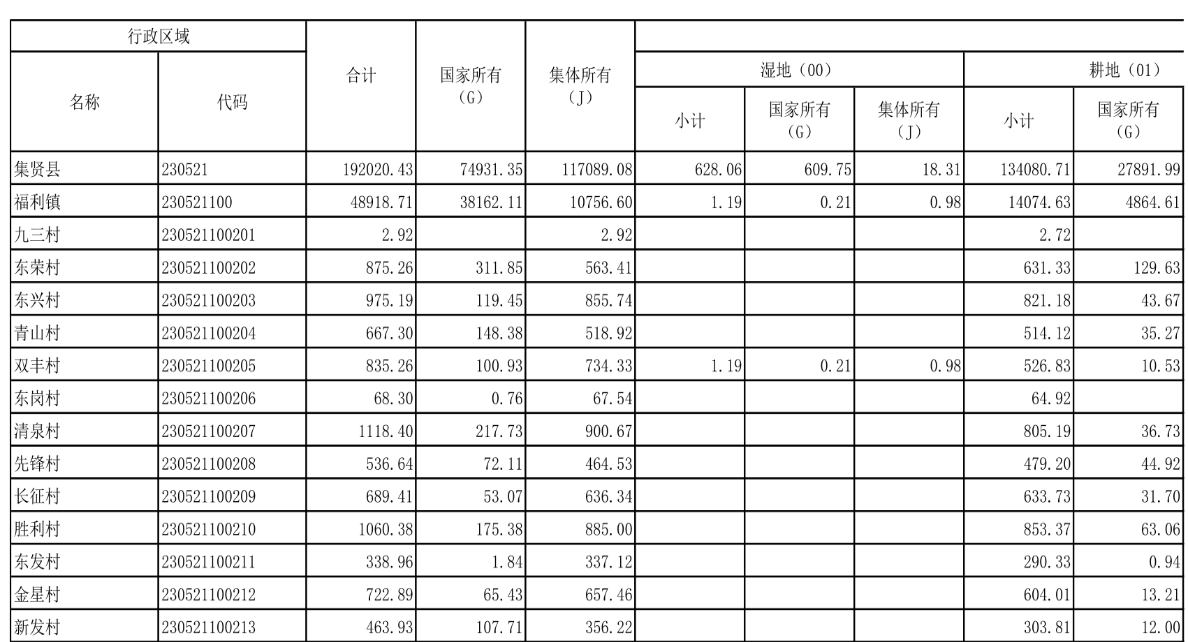 行政区域
合计 国家所有（G） 集体所有（J）
湿地（00） 耕地（01）
名称 代码
小计 国家所有（G） 集体所有（J） 小计 国家所有（G）
集贤县 230521 192020.43 74931.35 117089.08 628.06 609.75 18.31 134080.71 27891.99
福利镇 230521100 48918.71 38162.11 10756.60 1.19 0.21 0.98 14074.63 4864.61
九三村 230521100201 2.92 2.92 2.72
东荣村 230521100202 875.26 311.85 563.41 631.33 129.63
东兴村 230521100203 975.19 119.45 855.74 821.18 43.67
青山村 230521100204 667.30 148.38 518.92 514.12 35.27
双丰村 230521100205 835.26 100.93 734.33 1.19 0.21 0.98 526.83 10.53
东岗村 230521100206 68.30 0.76 67.54 64.92
清泉村 230521100207 1118.40 217.73 900.67 805.19 36.73
先锋村 230521100208 536.64 72.11 464.53 479.20 44.92
长征村 230521100209 689.41 53.07 636.34 633.73 31.70
胜利村 230521100210 1060.38 175.38 885.00 853.37 63.06
东发村 230521100211 338.96 1.84 337.12 290.33 0.94
金星村 230521100212 722.89 65.43 657.46 604.01 13.21
新发村 230521100213 463.93 107.71 356.22 303.81 12.00